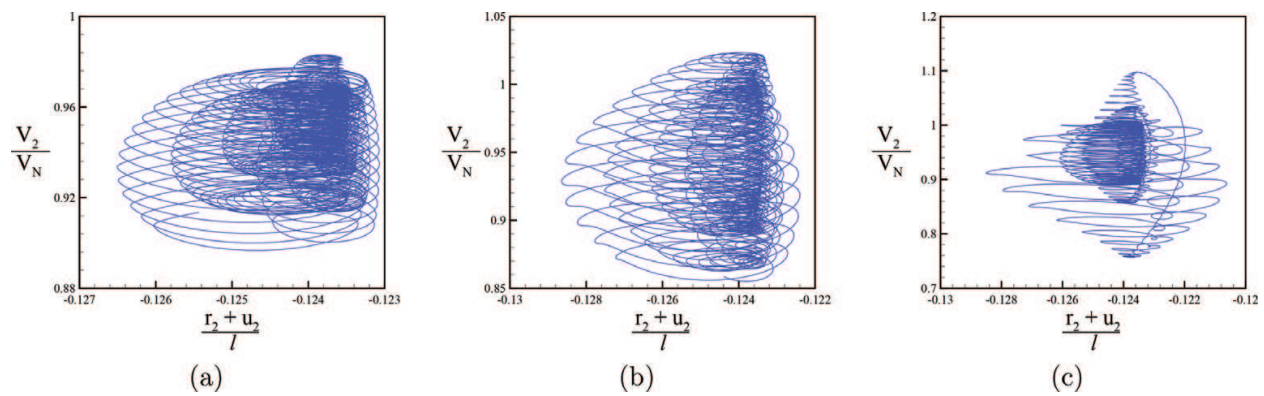 1
0.96
0.92
0.88
-0.127
-0.126
-0.125
-0.124
-0.123
V2
VN
r2 + u2
l
(a)
1.05
1
0.95
0.9
0.85
-0.13
-0.128
-0.126
-0.124
-0.122
V2
VN
r2 + u2
l
(b)
1.2
1.1
1
0.9
0.8
0.7
-0.13
-0.128
-0.126
-0.124
-0.122
-0.12
V2
VN
r2 + u2
l
(c)